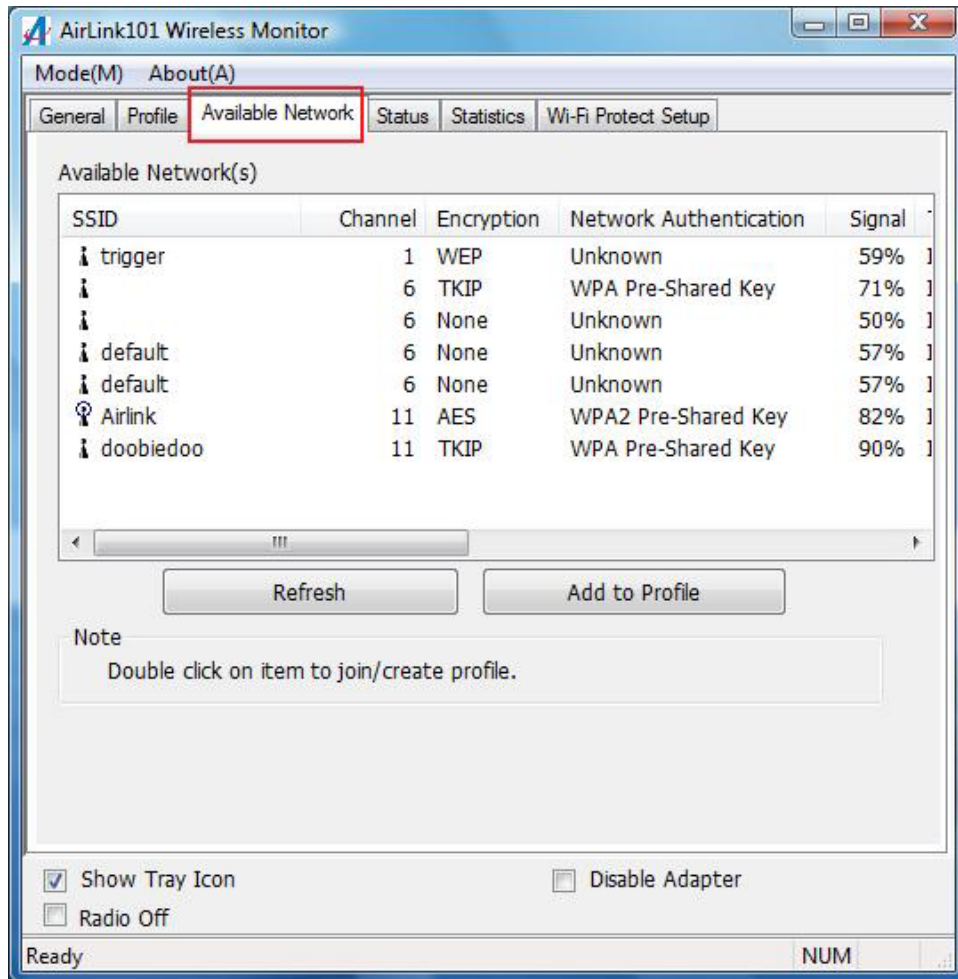 AirLink101 Wireless Monitor
Mode(M) About(A)
General Profile Available Network Status Statistics Wi-Fi Protect Setup
Available Network(s)
SSID Channel Encryption Network Authentication Signal
trigger 1 WEP Unknown 59%
6 TKIP WPA Pre-Shared Key 71%
6 None Unknown 50%
default 6 None Unknown 57%
default 6 None Unknown 57%
Airlink 11 AES WPA2 Pre-Shared Key 82%
doobiedoo 11 TKIP WPA Pre-Shared Key 90%
Refresh Add to Profile
Note
Double click on item to join/create profile.
Show Tray Icon Disable Adapter
Radio Off
Ready NUM